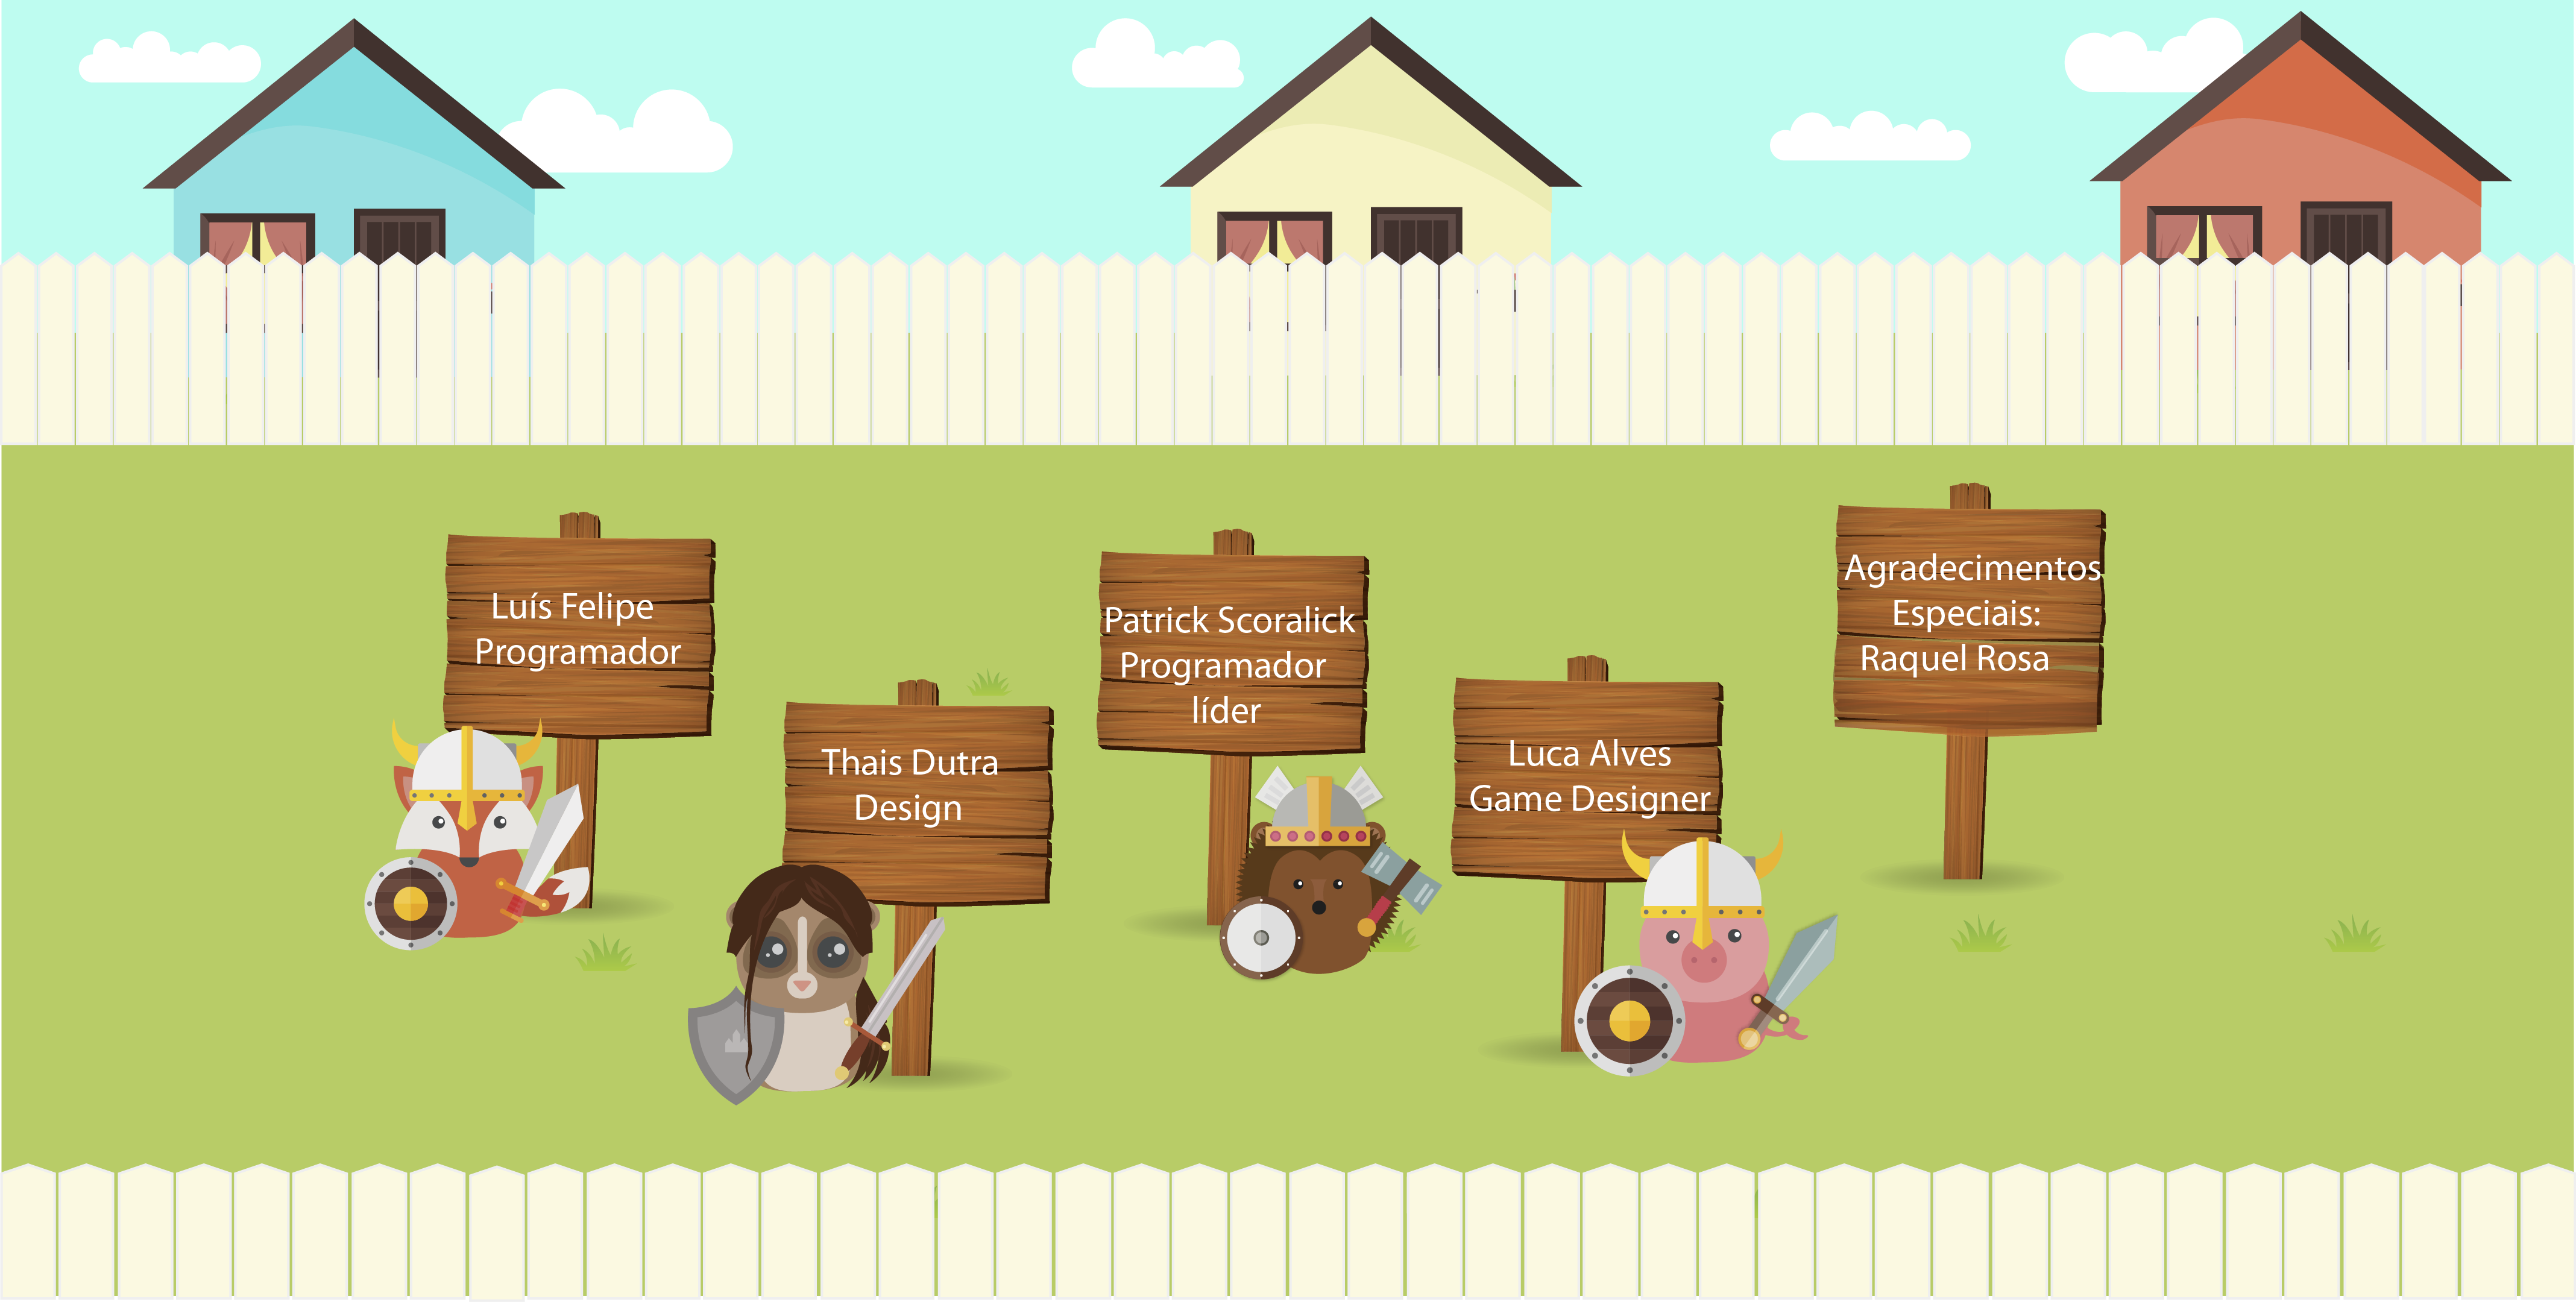 Luís Felipe
Programador
Thais Dutra
Design
Patrick Scoralick
Programador
líder
Luca Alves
Game Designer
Agradecimentos
Especiais:
Raquel Rosa